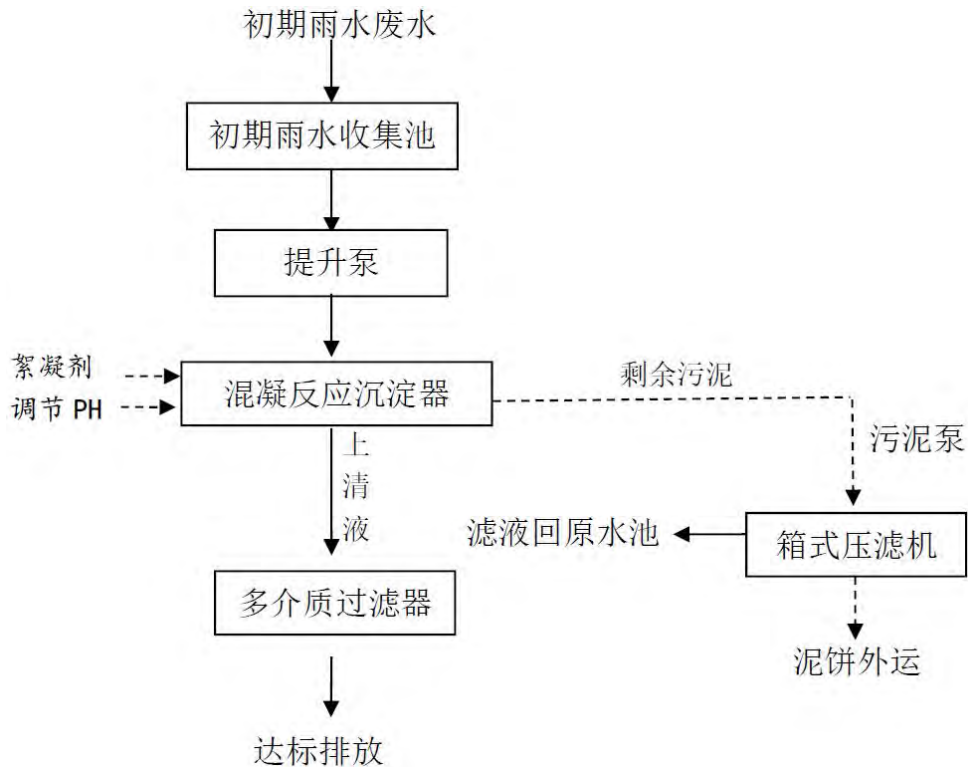 初期雨水废水
初期雨水收集池
提升泵
絮凝剂
调节 PH
混凝反应沉淀器
剩余污泥
污泥泵
上
清
液
滤液回原水池
箱式压滤机
多介质过滤器
泥饼外运
达标排放